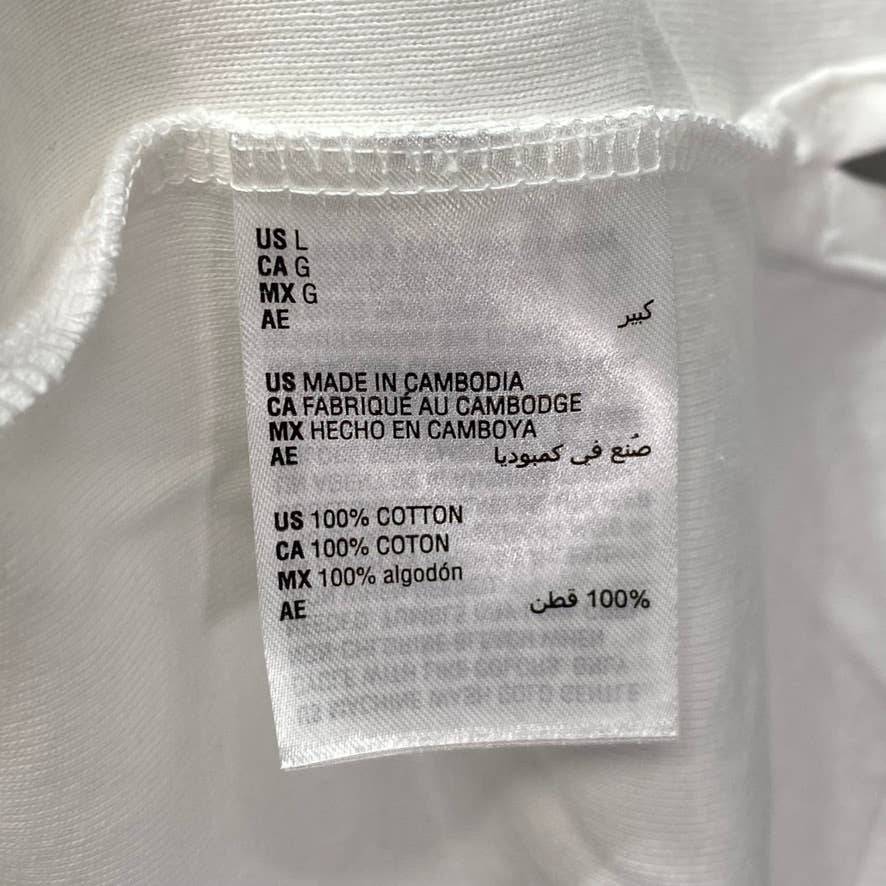 US L
CA G
MX G
AE كبير
US MADE IN CAMBODIA
CA FABRIQUÉ AU CAMBODGE
MX HECHO EN CAMBOYA
AE صُنع في كمبوديا
US 100% COTTON
CA 100% COTON
MX 100% algodón
AE 100% قطن